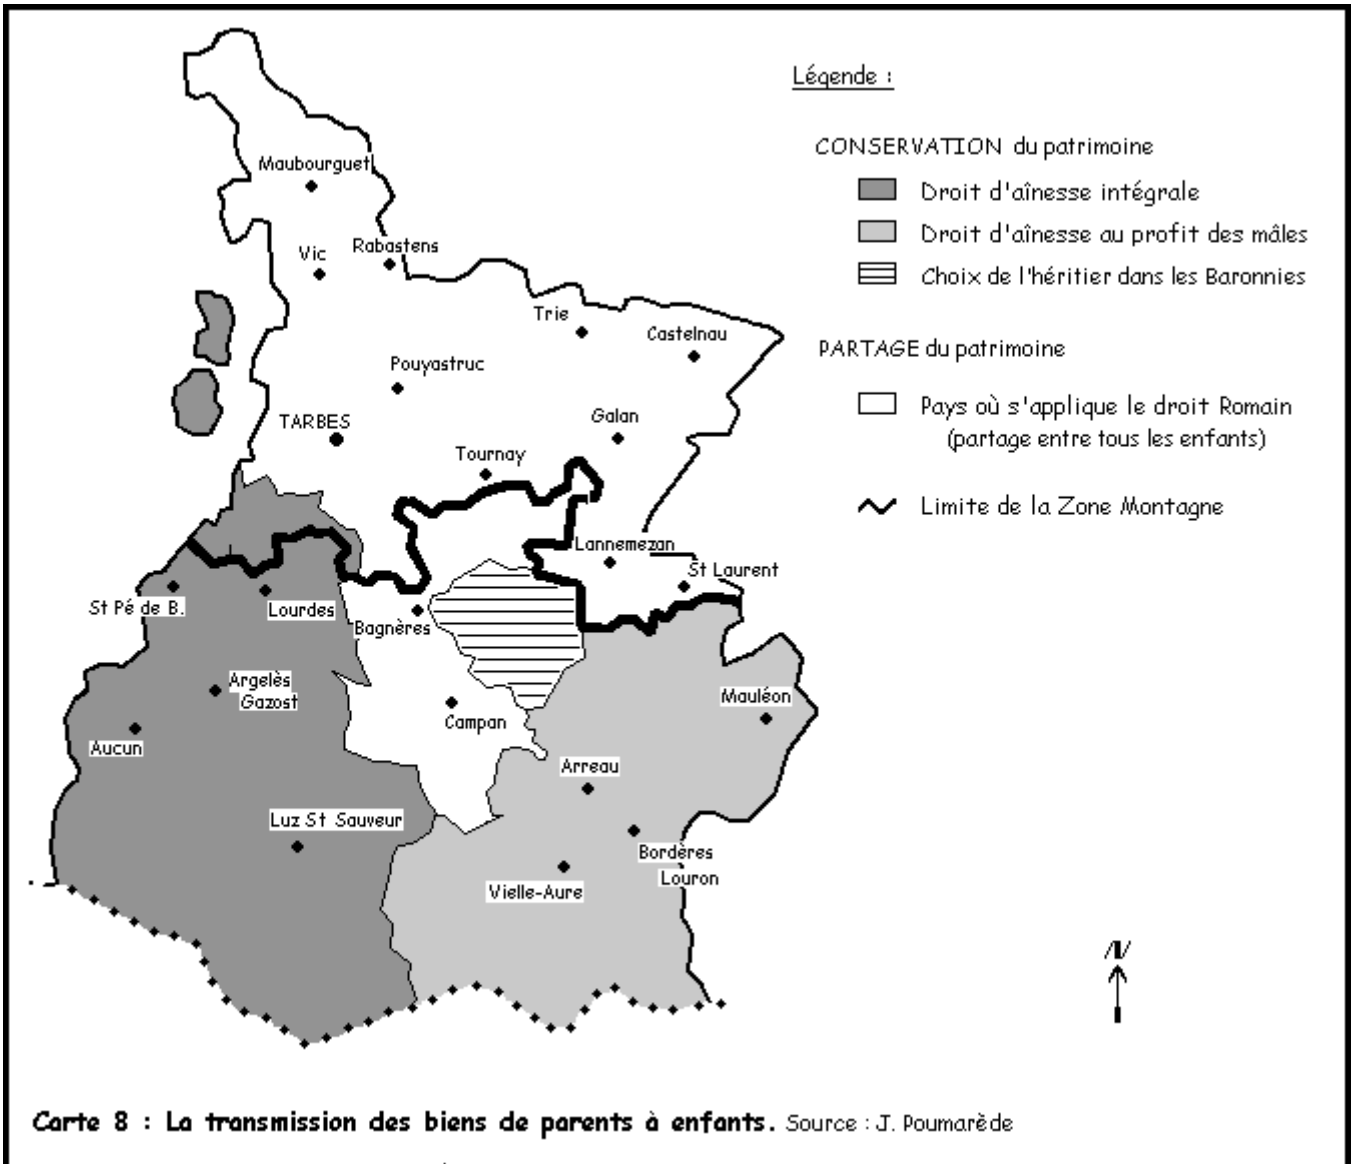 Légende :
CONSERVATION du patrimoine
Droit d'aînesse intégrale
Droit d'aînesse au profit des mâles
Choix de l'héritier dans les Baronnies
PARTAGE du patrimoine
Pays où s'applique le droit Romain
(partage entre tous les enfants)
Limite de la Zone Montagne
Maubourguet
Rabastens
Vic
Trie
Castelnau
Pouyastruc
Galan
TARBES
Tournay
Lannemezan
St Laurent
St Pé de B.
Lourdes
Bagnères
Argelès
Gazost
Mauléon
Campan
Aucun
Arreau
Luz St Sauveur
Bordères
Louron
Vielle-Aure
N
Carte 8 : La transmission des biens de parents à enfants. Source : J. Poumarède